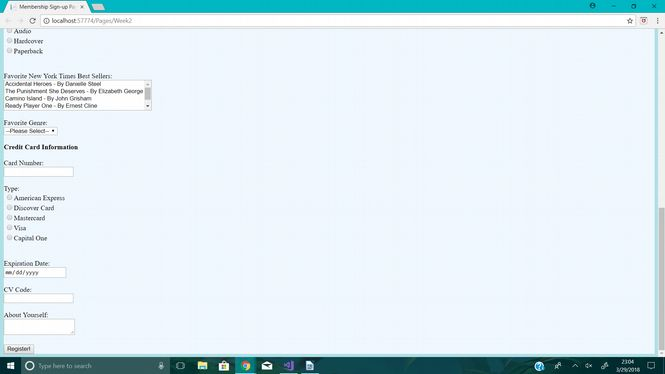 Membership Sign-up Pa
localhost:57774/Pages/Week2
Audio
Hardcover
Paperback
Favorite New York Times Best Sellers:
Accidental Heroes - By Danielle Steel
The Punishment She Deserves - By Elizabeth George
Camino Island - By John Grisham
Ready Player One - By Ernest Cline
Favorite Genre:
--Please Select--
Credit Card Information
Card Number:
Type:
American Express
Discover Card
Mastercard
Visa
Capital One
Expiration Date:
mm/dd/yyyy
CV Code:
About Yourself:
Register!
Type here to search
23:04
3/29/2018